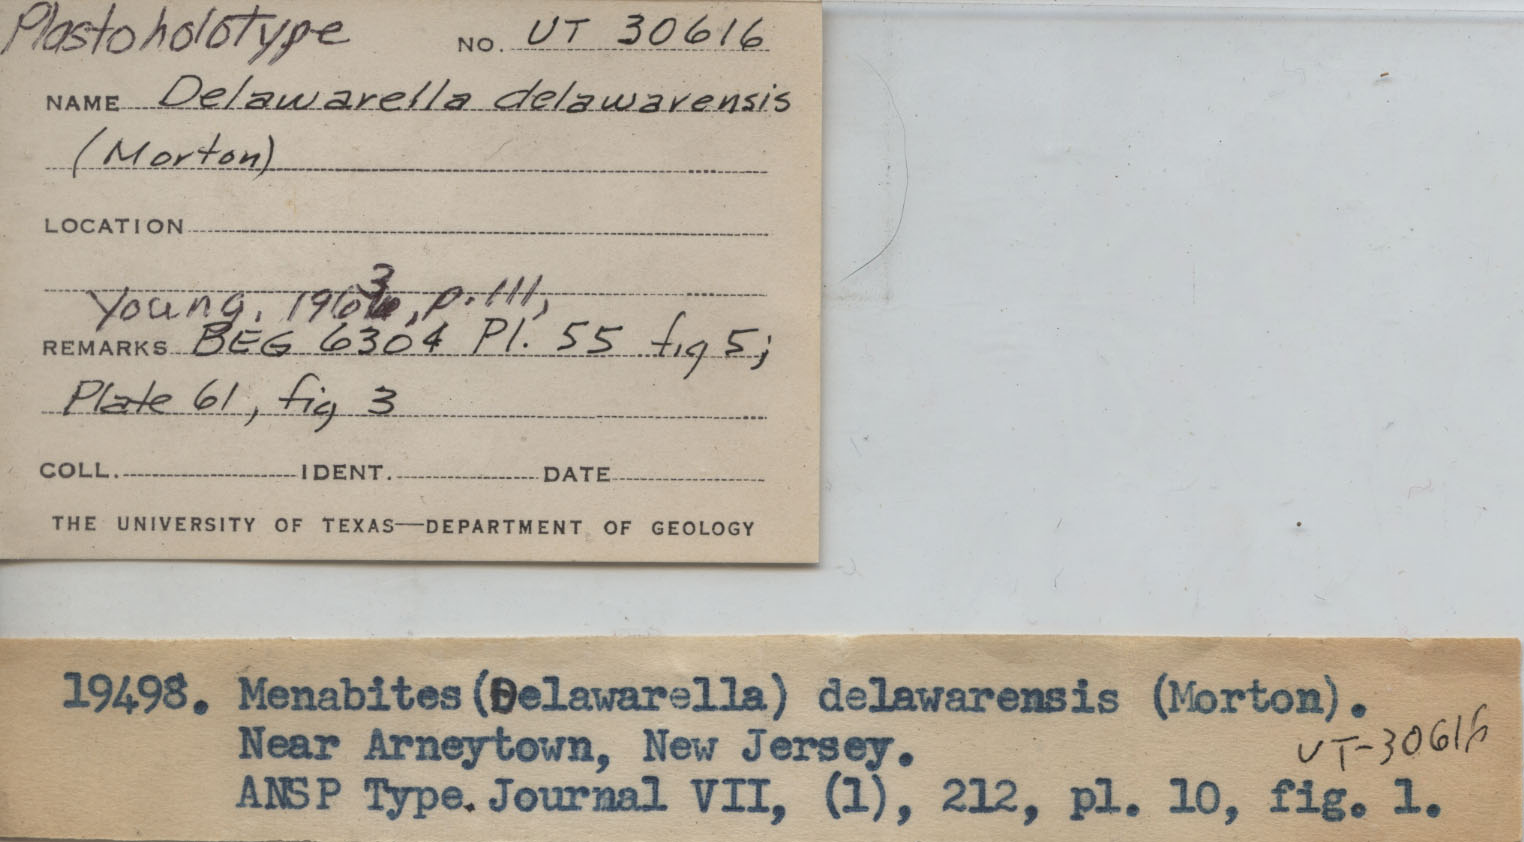 Plastoholotype NO. UT 30616
NAME Delawarella delawarensis
(Morton)
LOCATION
Young, 1963, p. 111,
REMARKS BEG 6304 Pl. 55 fig 5;
Plate 61, fig 3
COLL. IDENT. DATE
THE UNIVERSITY OF TEXAS—DEPARTMENT OF GEOLOGY
19498. Menabites (Delawarella) delawarensis (Morton).
Near Arneytown, New Jersey.
UT-30616
ANSP Type. Journal VII, (1), 212, pl. 10, fig. 1.